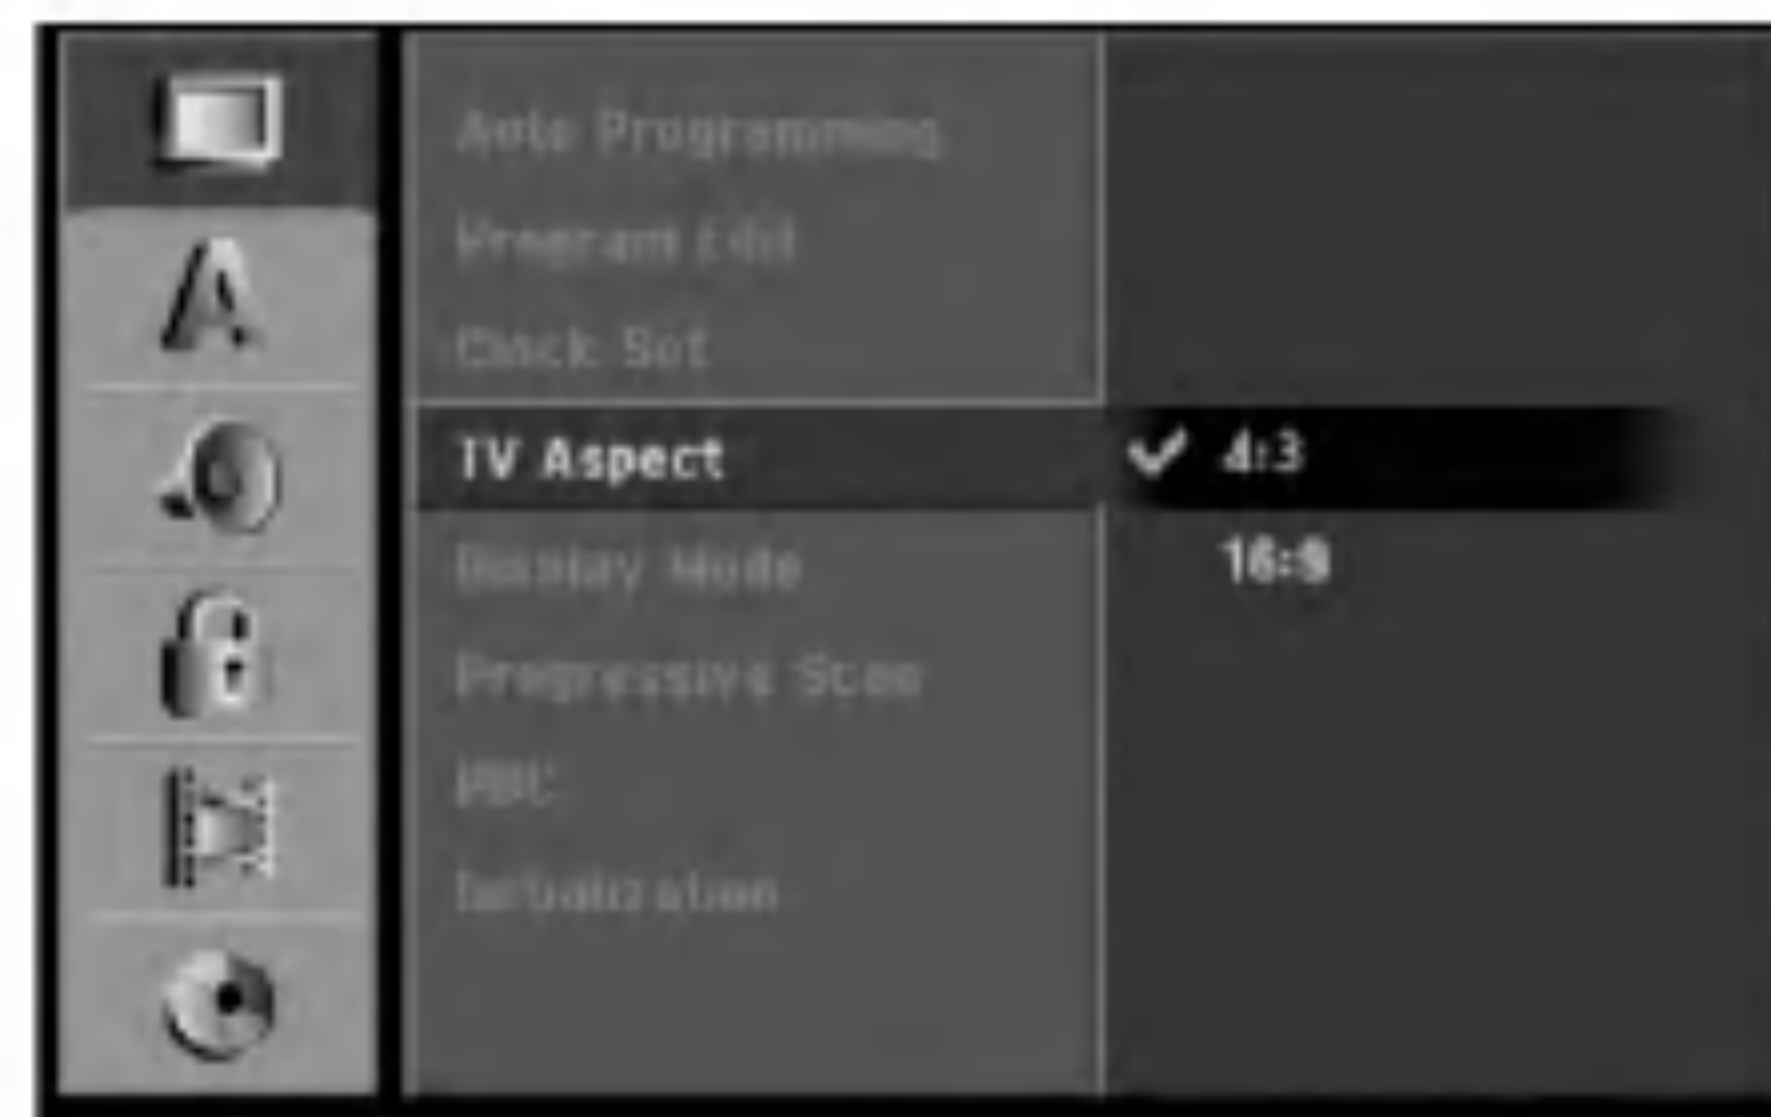 Auto Programming
Program Edit
Clock Set
TV Aspect
4:3
16:9
Display Mode
Progressive Scan
PBC
Initialization